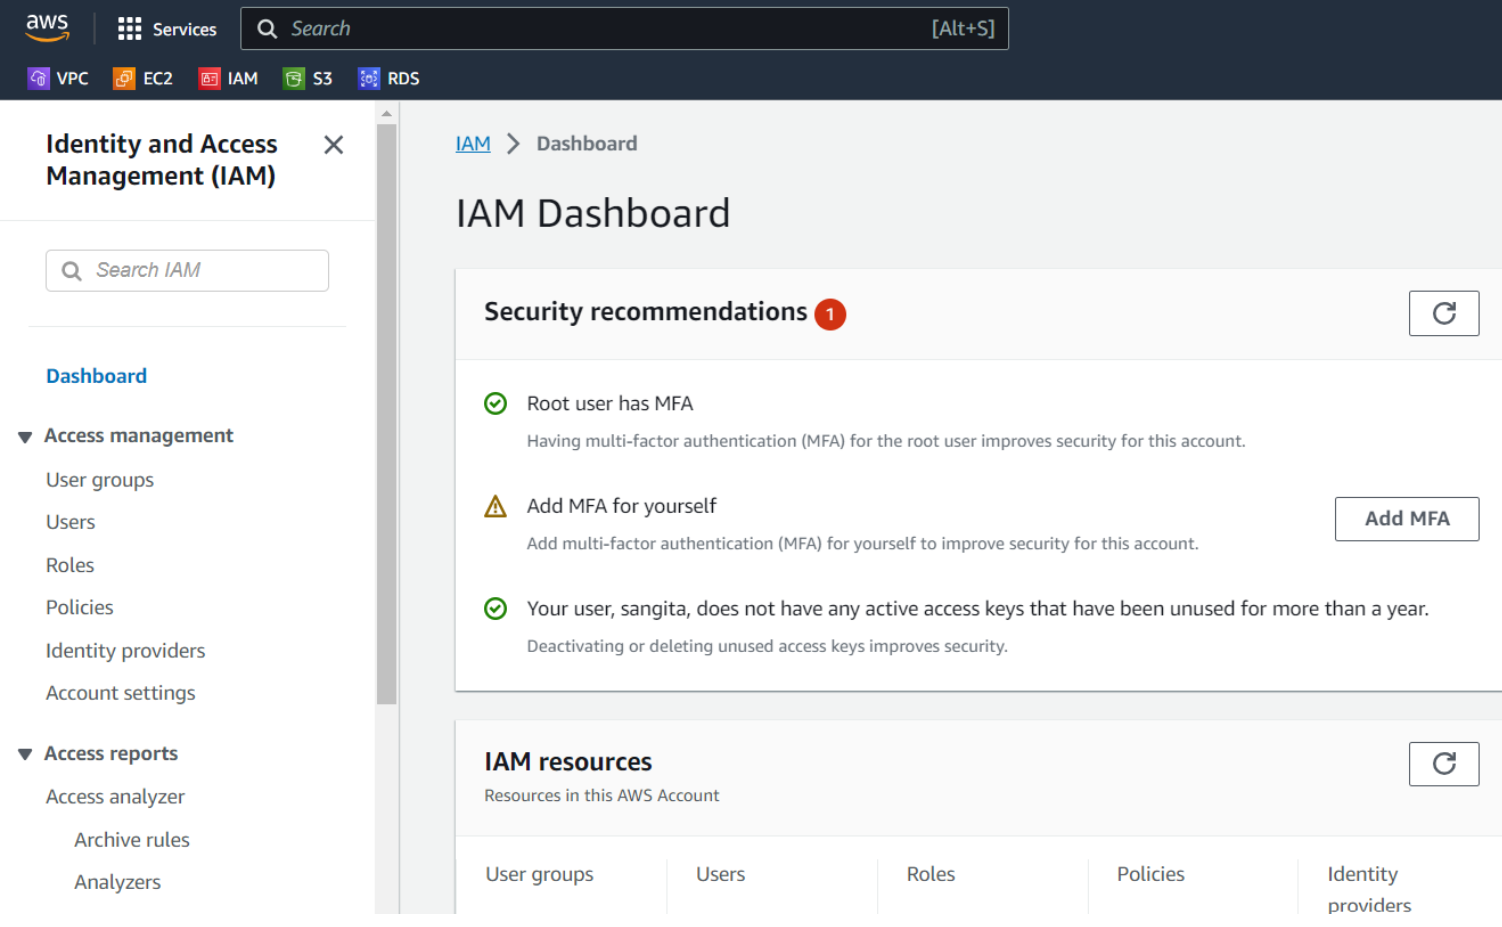 aws
Services
Search
[Alt+S]
VPC
EC2
IAM
S3
RDS
Identity and Access
Management (IAM)
Search IAM
Dashboard
Access management
User groups
Users
Roles
Policies
Identity providers
Account settings
Access reports
Access analyzer
Archive rules
Analyzers
IAM
Dashboard
IAM Dashboard
Security recommendations 1
Root user has MFA
Having multi-factor authentication (MFA) for the root user improves security for this account.
Add MFA for yourself
Add multi-factor authentication (MFA) for yourself to improve security for this account.
Add MFA
Your user, sangita, does not have any active access keys that have been unused for more than a year.
Deactivating or deleting unused access keys improves security.
IAM resources
Resources in this AWS Account
User groups
Users
Roles
Policies
Identity
providers